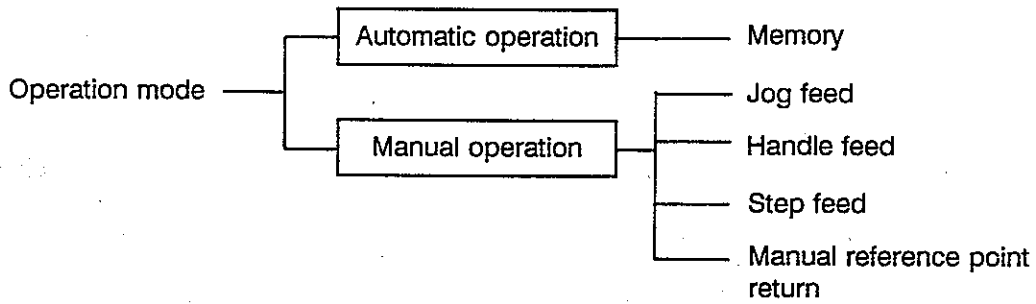 Automatic operation
Memory
Operation mode
Jog feed
Manual operation
Handle feed
Step feed
Manual reference point
return